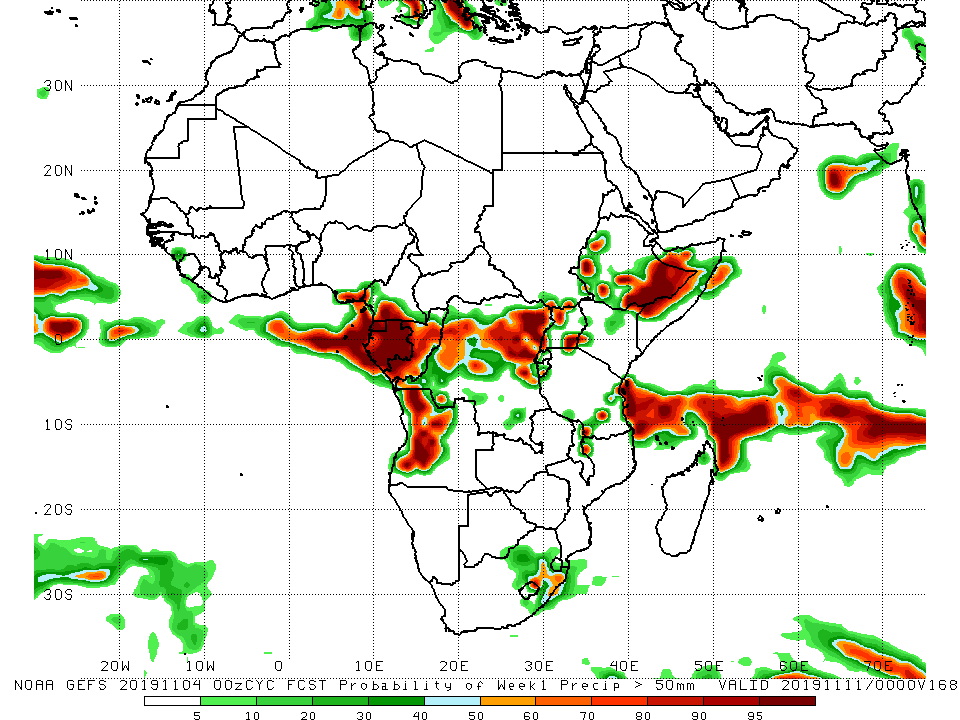 30N
20N
10N
0
10S
20S
30S
20W 10W 0 10E 20E 30E 40E 50E 60E 70E
NOAA GEFS 20191104 00zCYC FCST Probability of Week1 Precip > 50mm VALID 20191111/0000V168
5 10 20 30 40 50 60 70 80 90 95